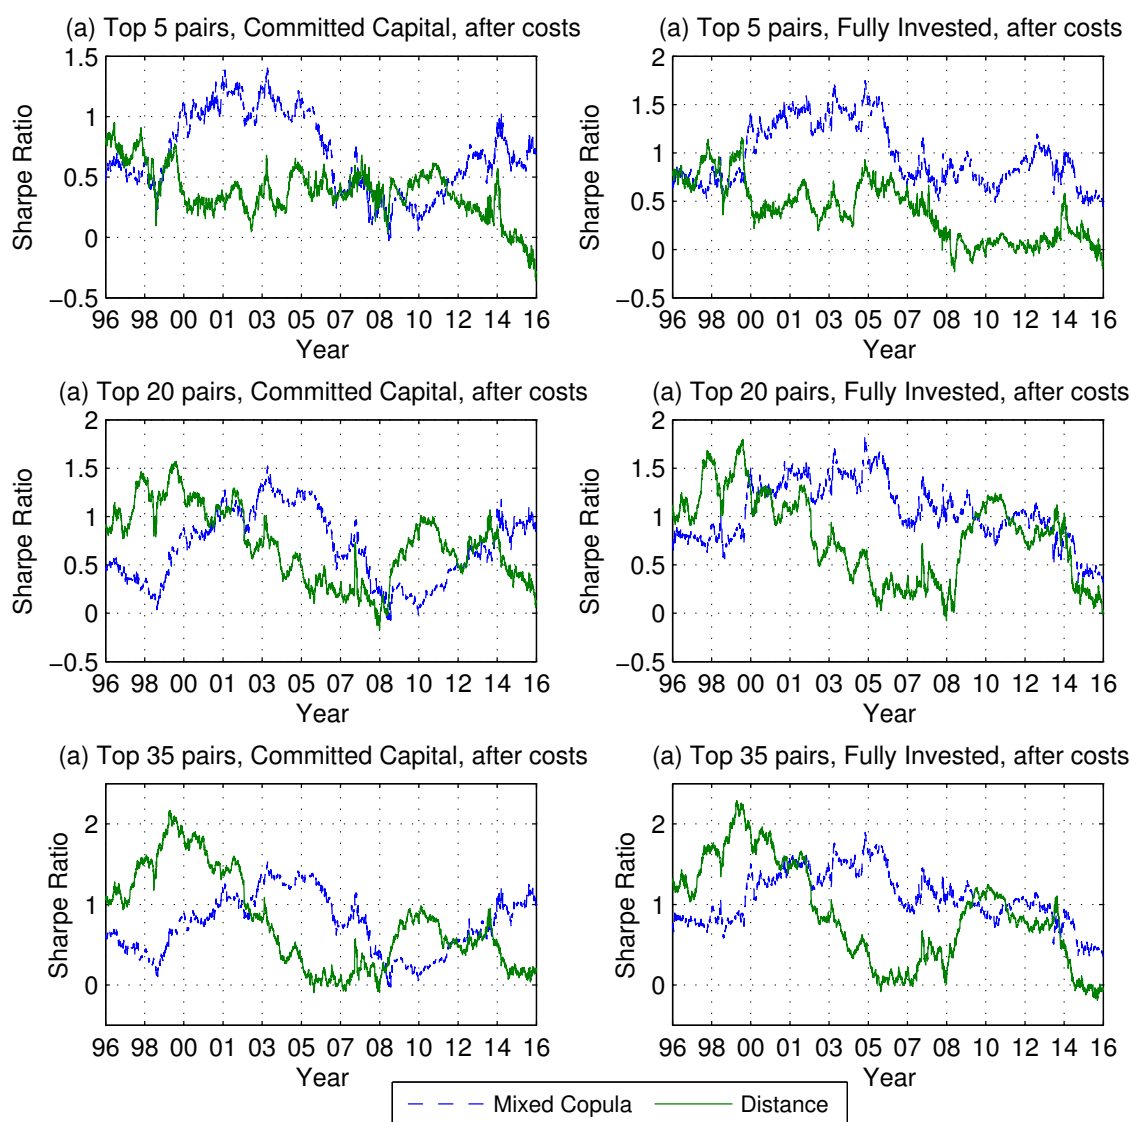 (a) Top 5 pairs, Committed Capital, after costs
1.5
1
0.5
0
−0.5
Sharpe Ratio
96 98 00 01 03 05 07 08 10 12 14 16
Year
(a) Top 5 pairs, Fully Invested, after costs
2
1.5
1
0.5
0
−0.5
Sharpe Ratio
96 98 00 01 03 05 07 08 10 12 14 16
Year
(a) Top 20 pairs, Committed Capital, after costs
2
1.5
1
0.5
0
−0.5
Sharpe Ratio
96 98 00 01 03 05 07 08 10 12 14 16
Year
(a) Top 20 pairs, Fully Invested, after costs
2
1.5
1
0.5
0
−0.5
Sharpe Ratio
96 98 00 01 03 05 07 08 10 12 14 16
Year
(a) Top 35 pairs, Committed Capital, after costs
2
1
0
Sharpe Ratio
96 98 00 01 03 05 07 08 10 12 14 16
Year
(a) Top 35 pairs, Fully Invested, after costs
2
1
0
Sharpe Ratio
96 98 00 01 03 05 07 08 10 12 14 16
Year
Mixed Copula Distance